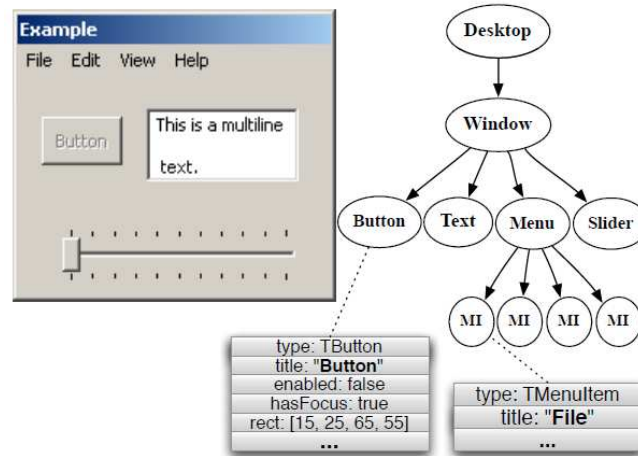 Example
File Edit View Help
Button
This is a multiline
text.
Desktop
Window
Button Text Menu Slider
MI MI MI MI
type: TButton
title: "Button"
enabled: false
hasFocus: true
rect: [15, 25, 65, 55]
...
type: TMenuItem
title: "File"
...